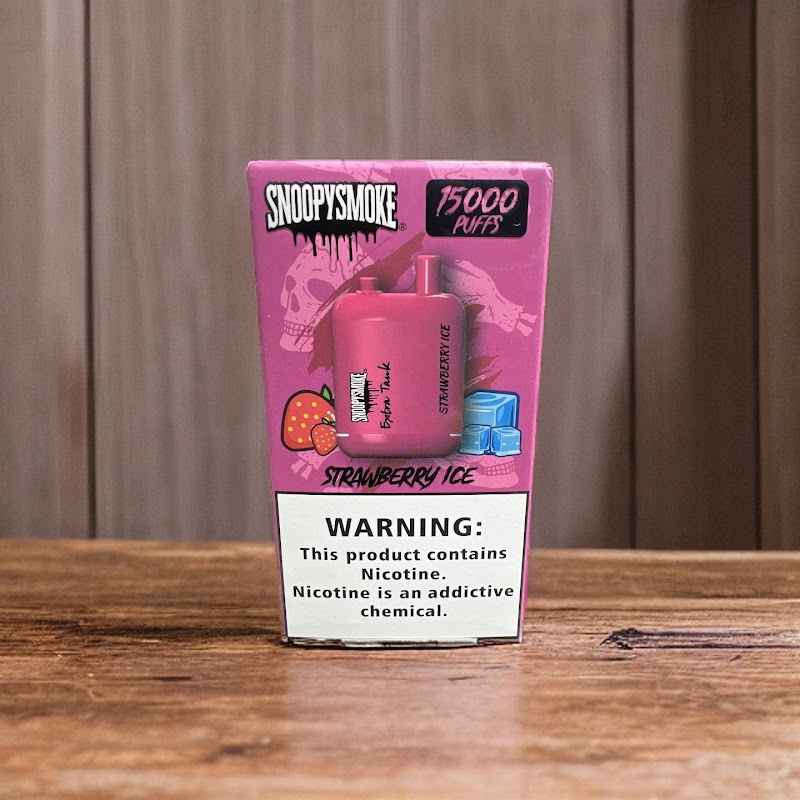 SNOOPYSMOKE®
15000
PUFFS
SNOOPYSMOKE®
Extra Tank
STRAWBERRY ICE
STRAWBERRY ICE
WARNING:
This product contains
Nicotine.
Nicotine is an addictive
chemical.